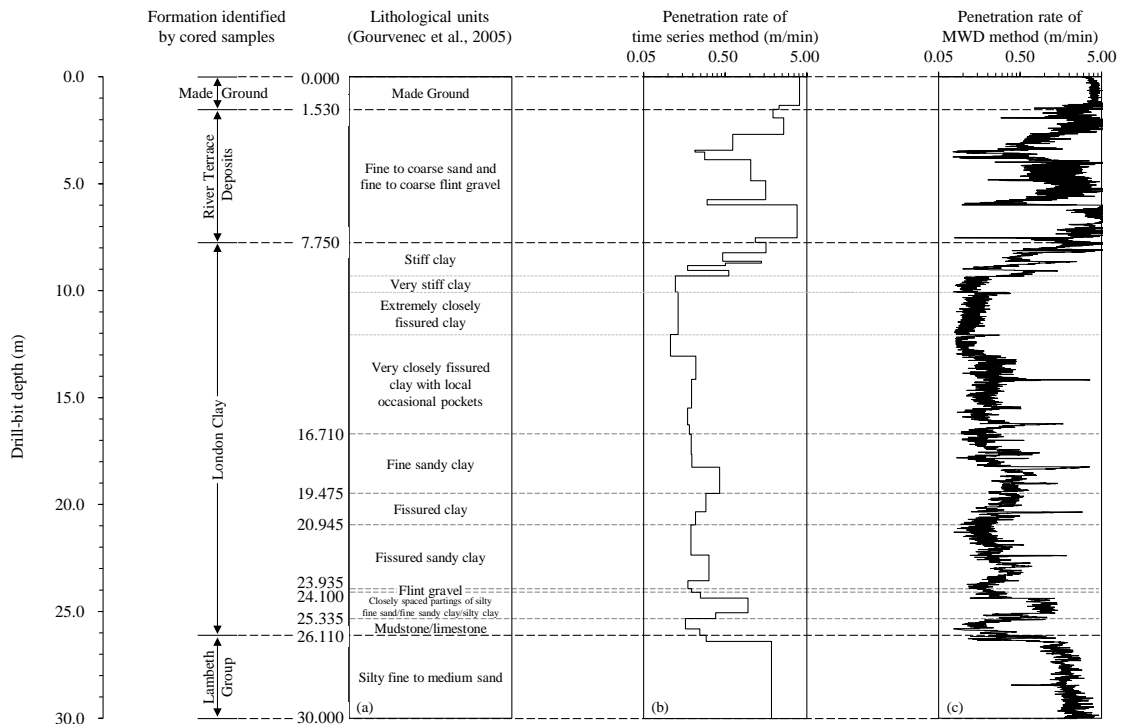 Formation identified
by cored samples
Lithological units
(Gourvenec et al., 2005)
Penetration rate of
time series method (m/min)
0.05 0.50 5.00
Penetration rate of
MWD method (m/min)
0.05 0.50 5.00
Drill-bit depth (m)
0.0
5.0
10.0
15.0
20.0
25.0
30.0
Made Ground
River Terrace
Deposits
London Clay
Lambeth
Group
0.000
1.530
7.750
16.710
19.475
20.945
23.935
24.100
25.335
26.110
30.000
Made Ground
Fine to coarse sand and
fine to coarse flint gravel
Stiff clay
Very stiff clay
Extremely closely
fissured clay
Very closely fissured
clay with local
occasional pockets
Fine sandy clay
Fissured clay
Fissured sandy clay
Flint gravel
Closely spaced partings of silty
fine sand/fine sandy clay/silty clay
Mudstone/limestone
Silty fine to medium sand
(a)
(b)
(c)